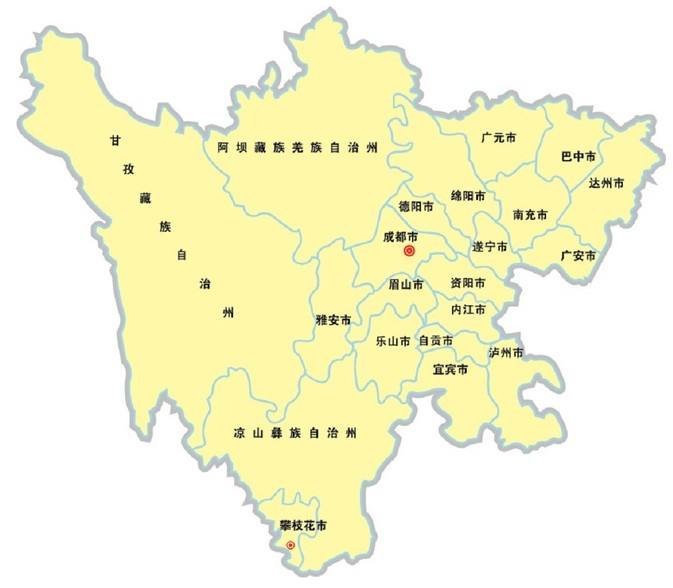 广元市
阿坝藏族羌族自治州
甘孜藏族自治州
巴中市
达州市
绵阳市
德阳市
南充市
成都市
遂宁市
广安市
眉山市
资阳市
内江市
雅安市
乐山市
自贡市
泸州市
宜宾市
凉山彝族自治州
攀枝花市